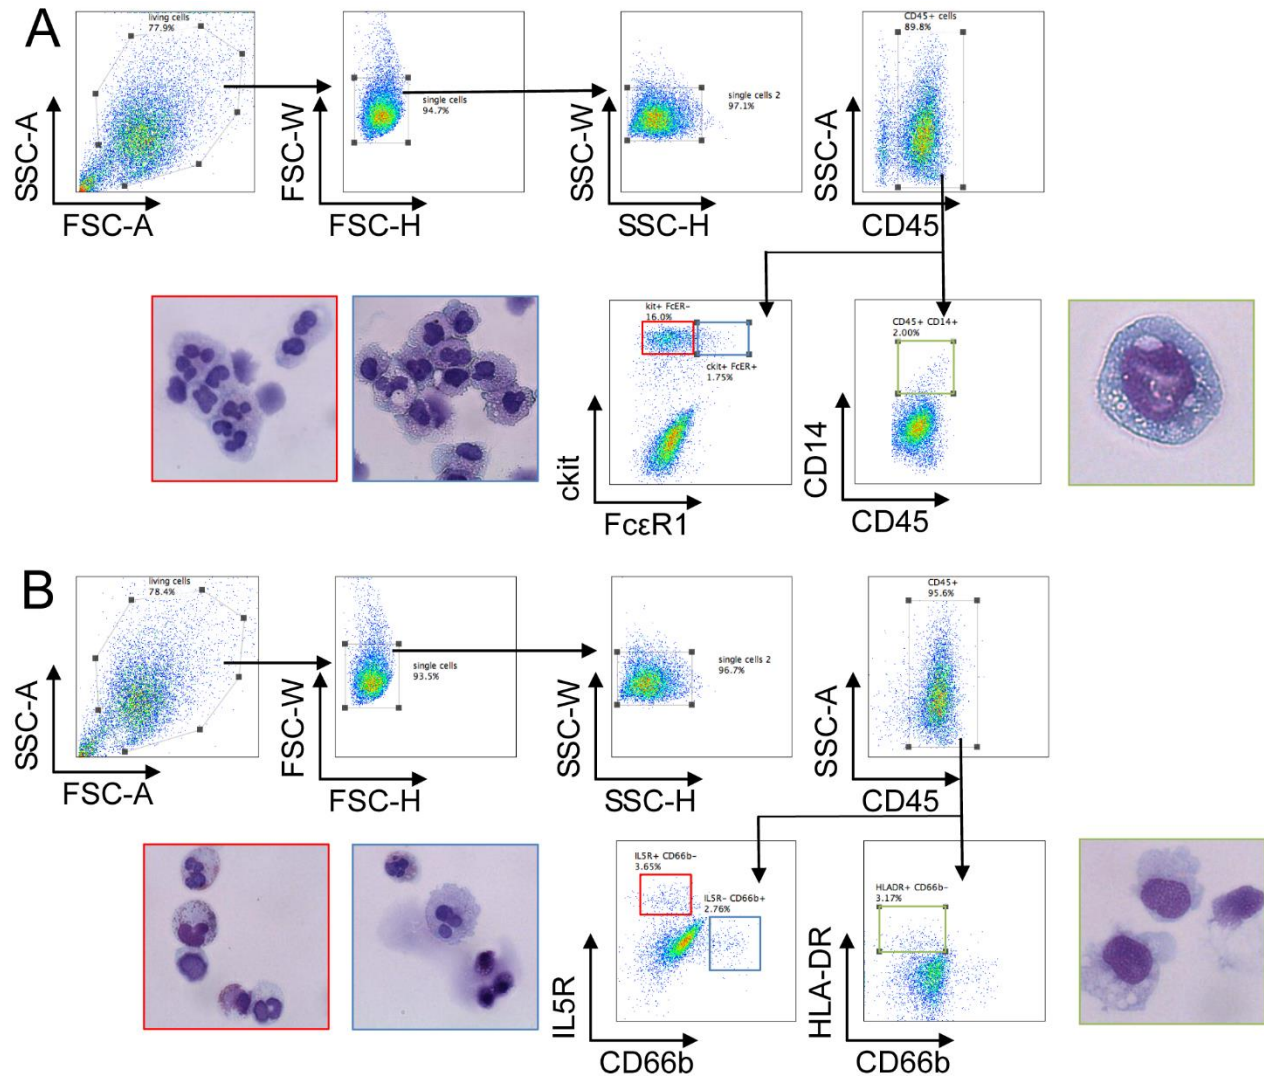 A
living cells
77.9%
SSC-A
FSC-A
single cells
94.7%
FSC-W
FSC-H
single cells 2
97.1%
SSC-W
SSC-H
CD45+ cells
89.8%
SSC-A
CD45
kit+ FcER-
16.0%
ckit+ FcER+
1.75%
ckit
FcεR1
CD45+ CD14+
2.00%
CD14
CD45
B
living cells
78.4%
SSC-A
FSC-A
single cells
93.5%
FSC-W
FSC-H
single cells 2
96.7%
SSC-W
SSC-H
CD45+
95.6%
SSC-A
CD45
IL5R+ CD66b-
3.65%
IL5R- CD66b+
2.76%
IL5R
CD66b
HLADR+ CD66b-
3.17%
HLA-DR
CD66b